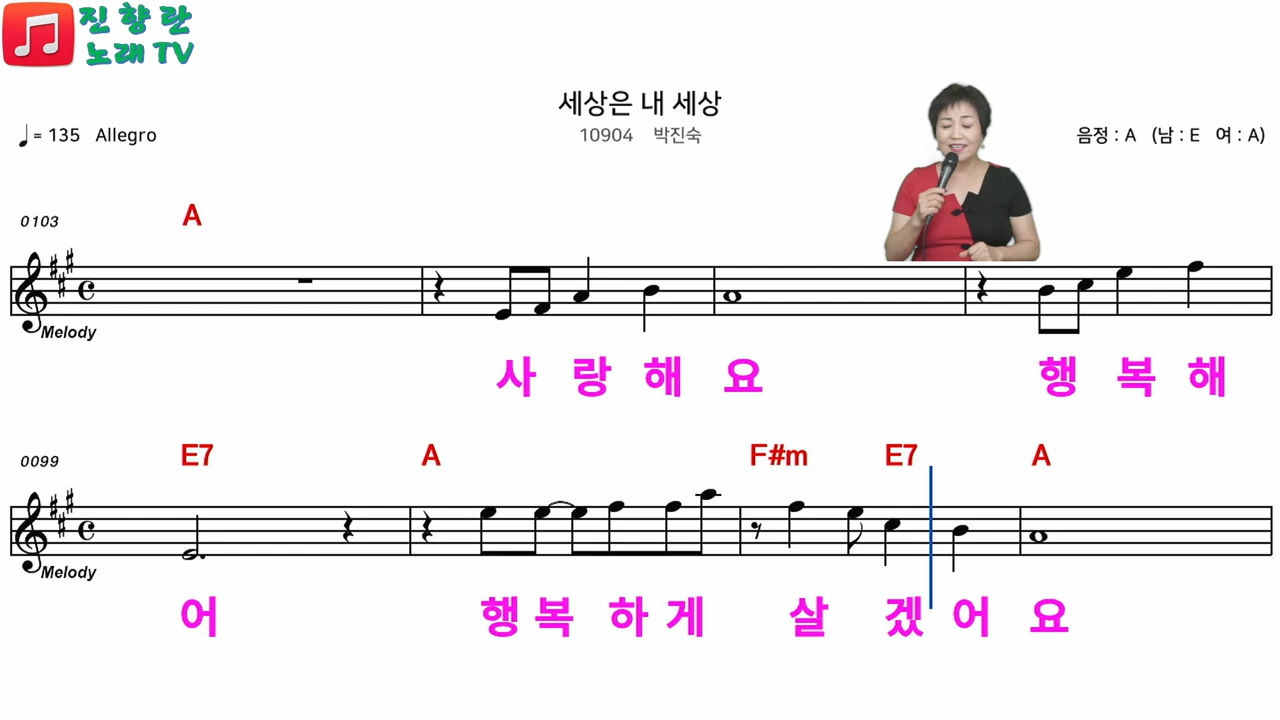 진향란
노래 TV
세상은 내 세상
= 135 Allegro
10904 박진숙
음정 : A (남 : E 여 : A)
0103
A
Melody
사 랑 해 요 행 복 해
0099
E7 A F#m E7 A
Melody
어 행 복 하 게 살 겠 어 요